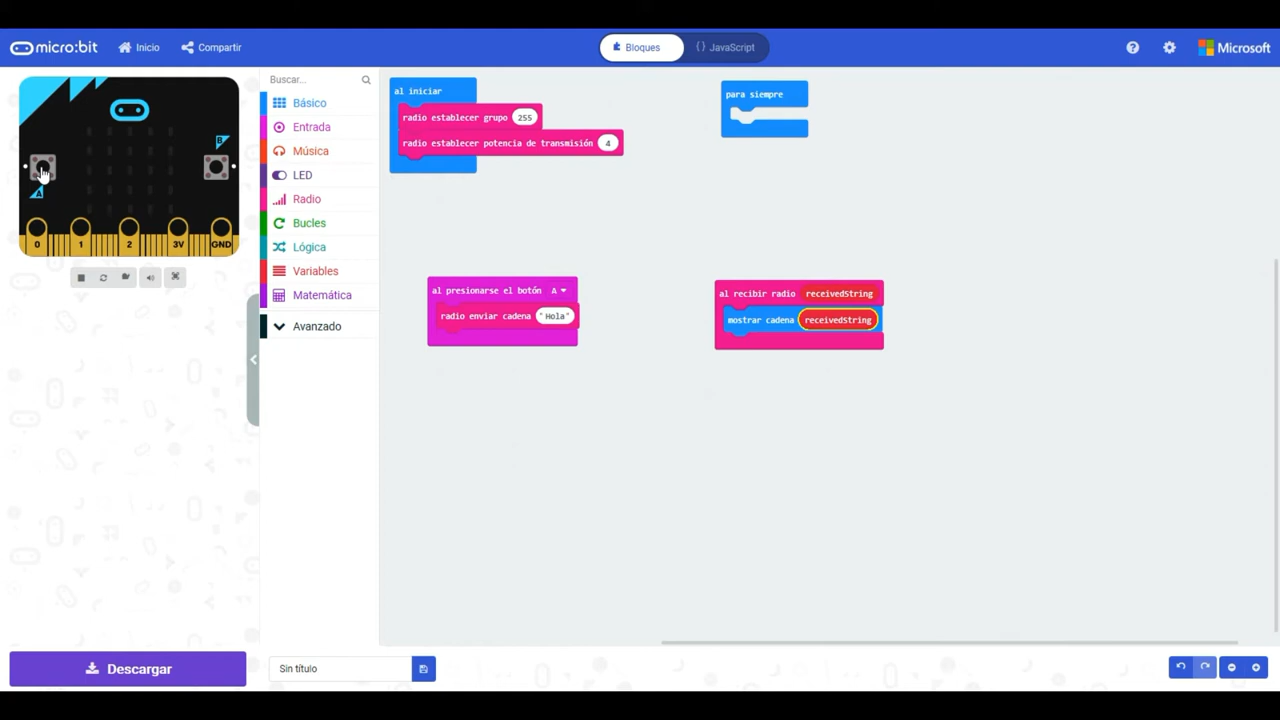 micro:bit
Inicio
Compartir
Bloques
{} JavaScript
?
Microsoft
B
A
0 1 2 3V GND
Buscar...
Básico
Entrada
Música
LED
Radio
Bucles
Lógica
Variables
Matemática
Avanzado
al iniciar
radio establecer grupo 255
radio establecer potencia de transmisión 4
para siempre
al presionarse el botón A
radio enviar cadena "Hola"
al recibir radio receivedString
mostrar cadena receivedString
Descargar
Sin título